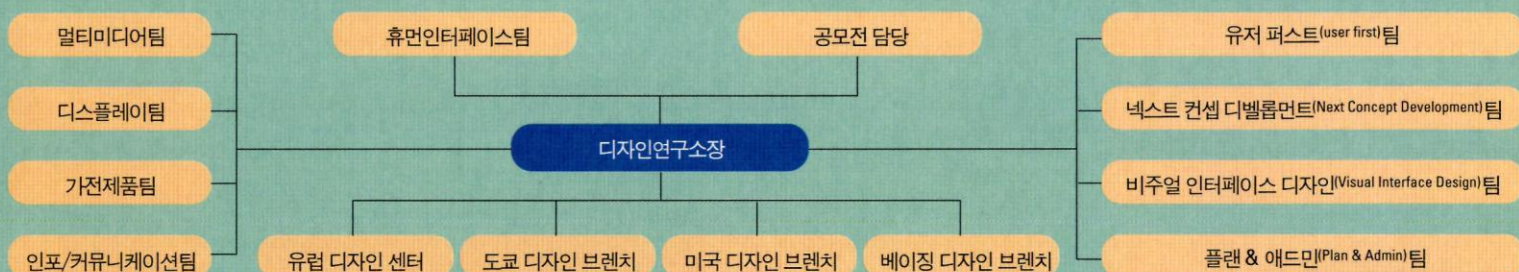 멀티미디어팀
휴먼인터페이스팀
공모전 담당
유저 퍼스트(user first)팀
디스플레이팀
넥스트 컨셉 디벨롭먼트(Next Concept Development)팀
디자인연구소장
가전제품팀
비주얼 인터페이스 디자인(Visual Interface Design)팀
인포/커뮤니케이션팀
유럽 디자인 센터
도쿄 디자인 브렌치
미국 디자인 브렌치
베이징 디자인 브렌치
플랜 & 애드민(Plan & Admin)팀